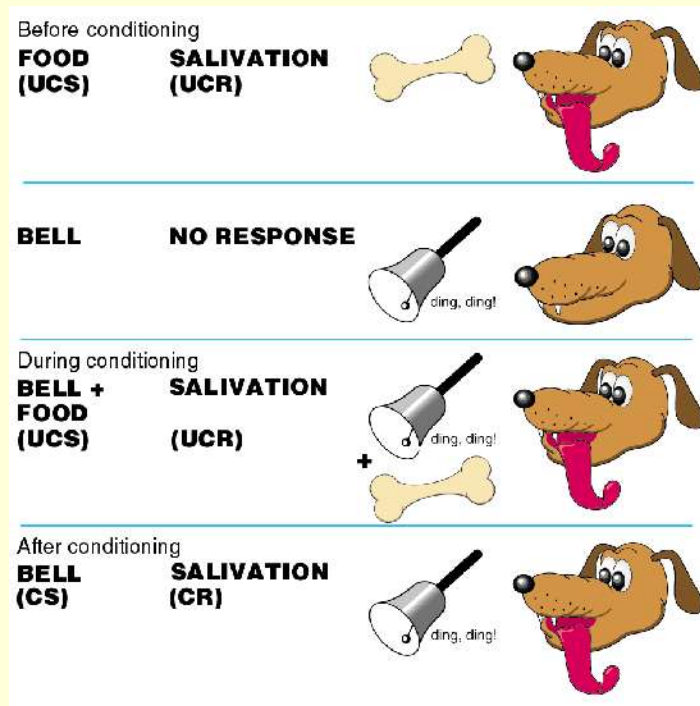 Before conditioning
FOOD SALIVATION
(UCS) (UCR)
BELL NO RESPONSE
ding, ding!
During conditioning
BELL + SALIVATION
FOOD
(UCS) (UCR)
ding, ding!
+
After conditioning
BELL SALIVATION
(CS) (CR)
ding, ding!